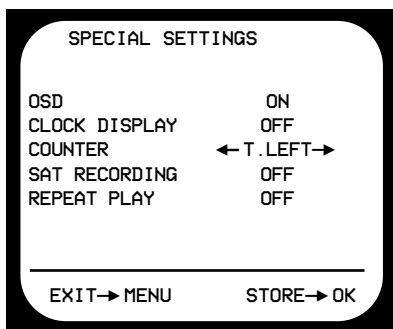 SPECIAL SETTINGS
OSD ON
CLOCK DISPLAY OFF
COUNTER ←T.LEFT→
SAT RECORDING OFF
REPEAT PLAY OFF
EXIT→MENU STORE→OK